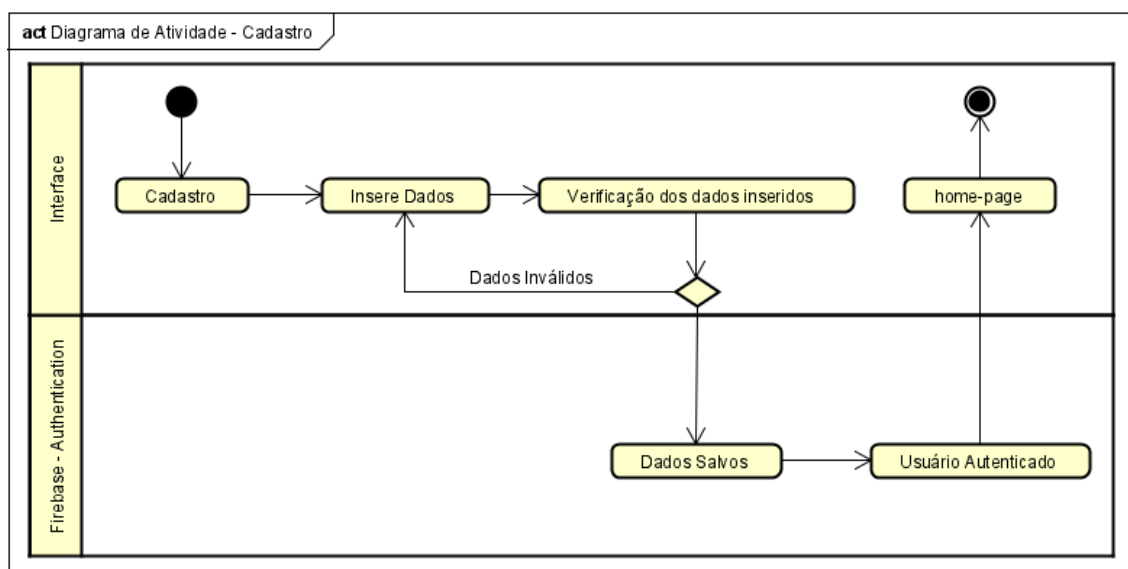 act Diagrama de Atividade - Cadastro
Interface
Cadastro
Insere Dados
Verificação dos dados inseridos
home-page
Dados Inválidos
Firebase - Authentication
Dados Salvos
Usuário Autenticado